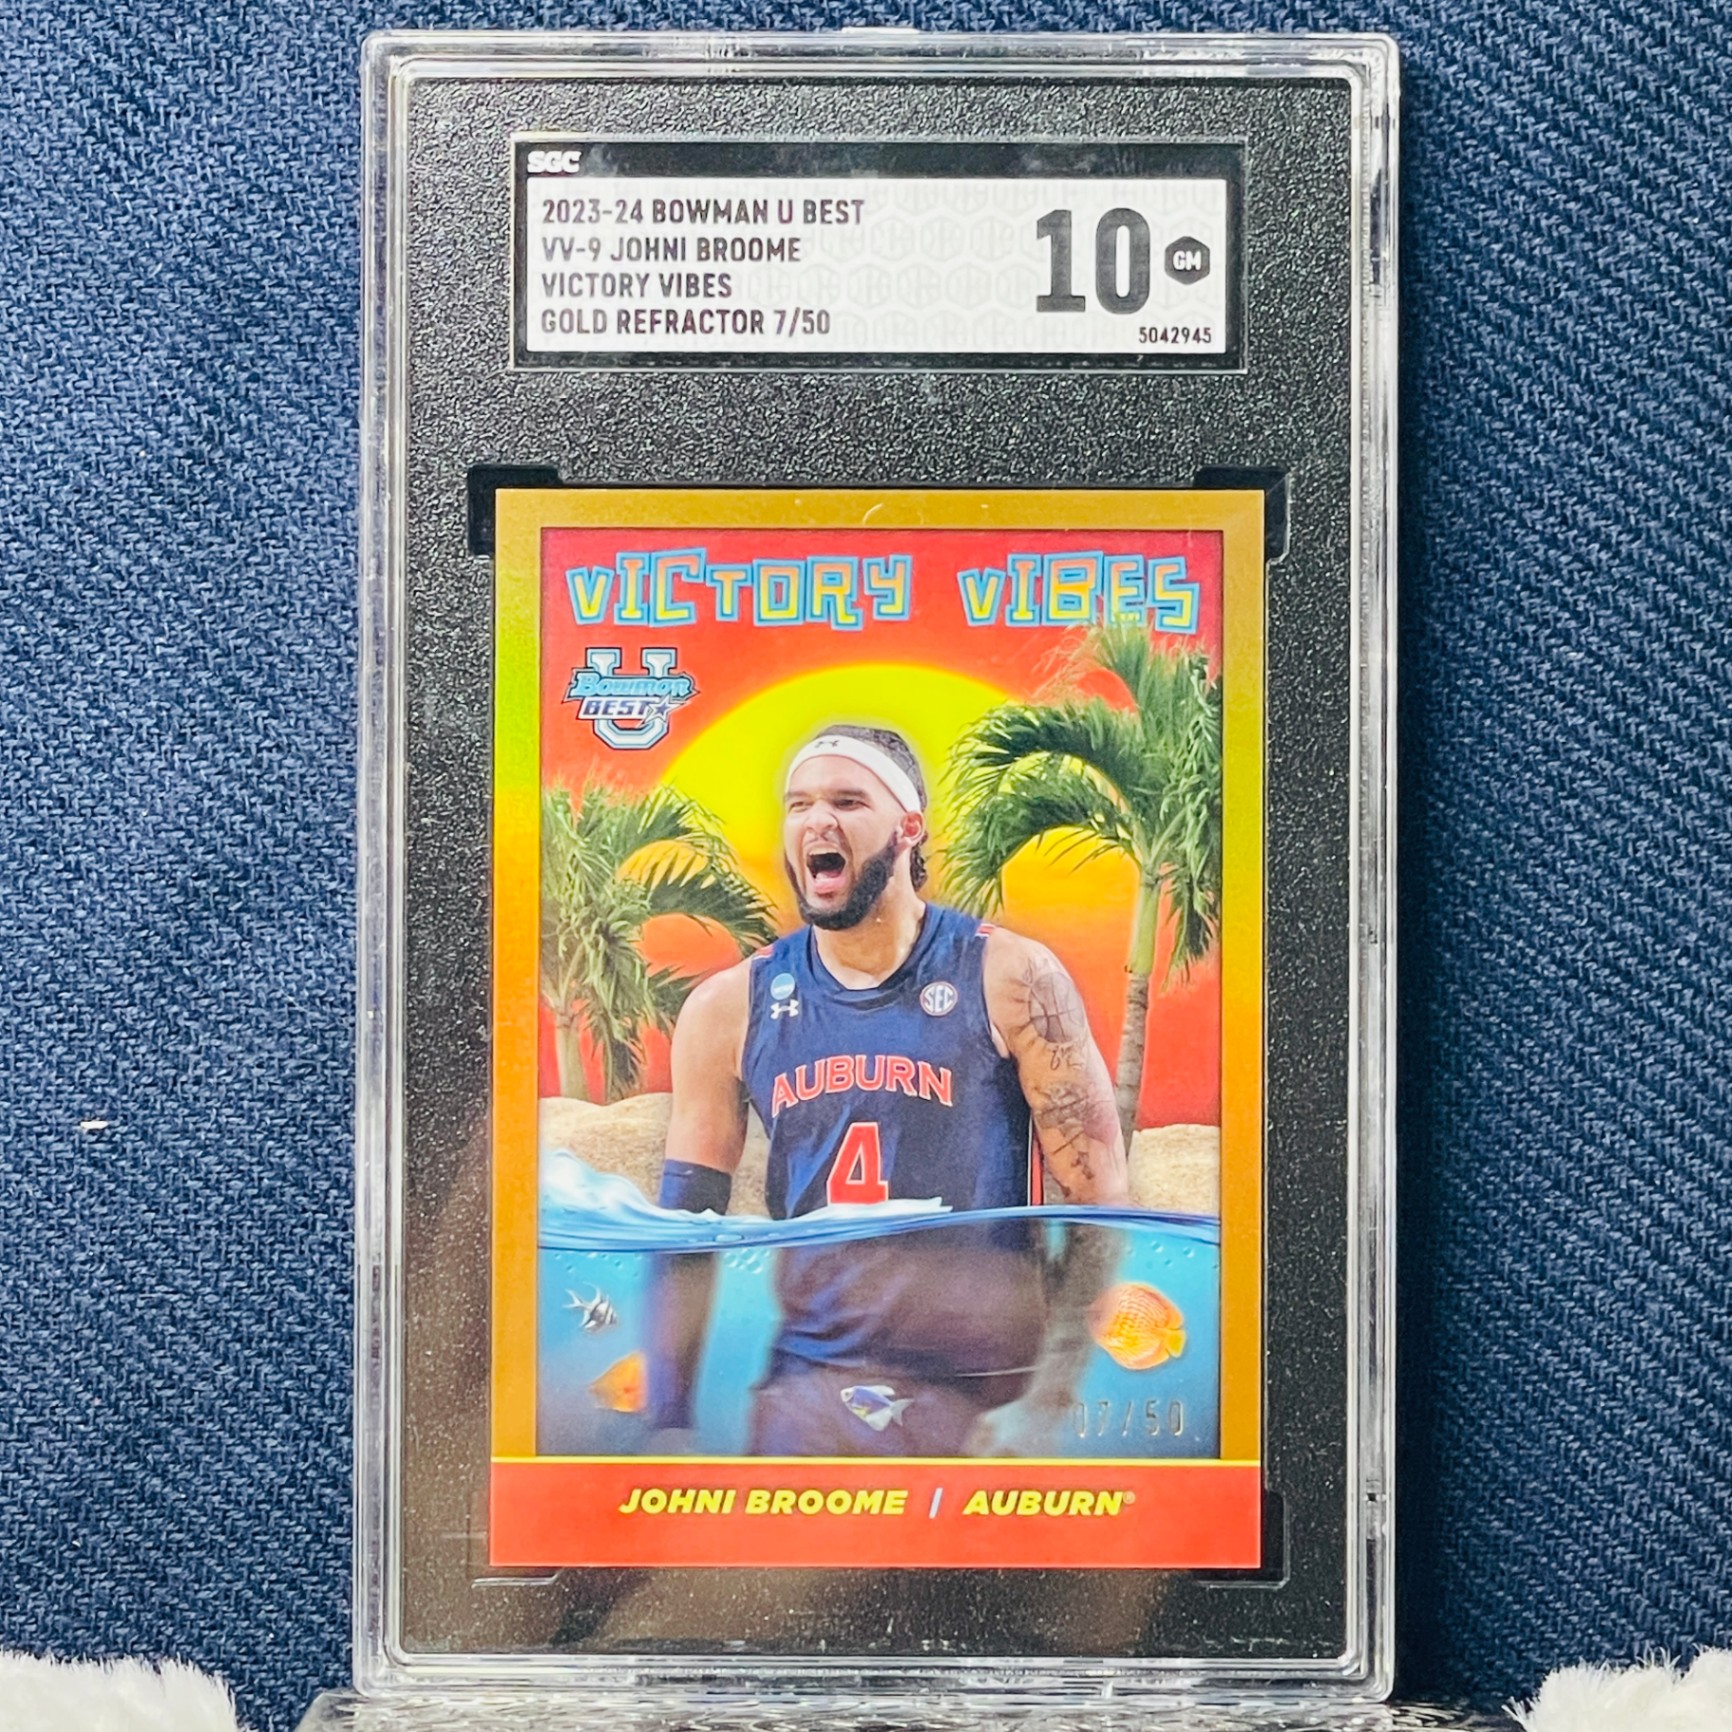 SGC
2023-24 BOWMAN U BEST
VV-9 JOHNI BROOME
VICTORY VIBES
GOLD REFRACTOR 7/50
10 GM
5042945
VICTORY VIBES
U
Bowman
BEST
SEC
AUBURN
4
07/50
JOHNI BROOME / AUBURN®